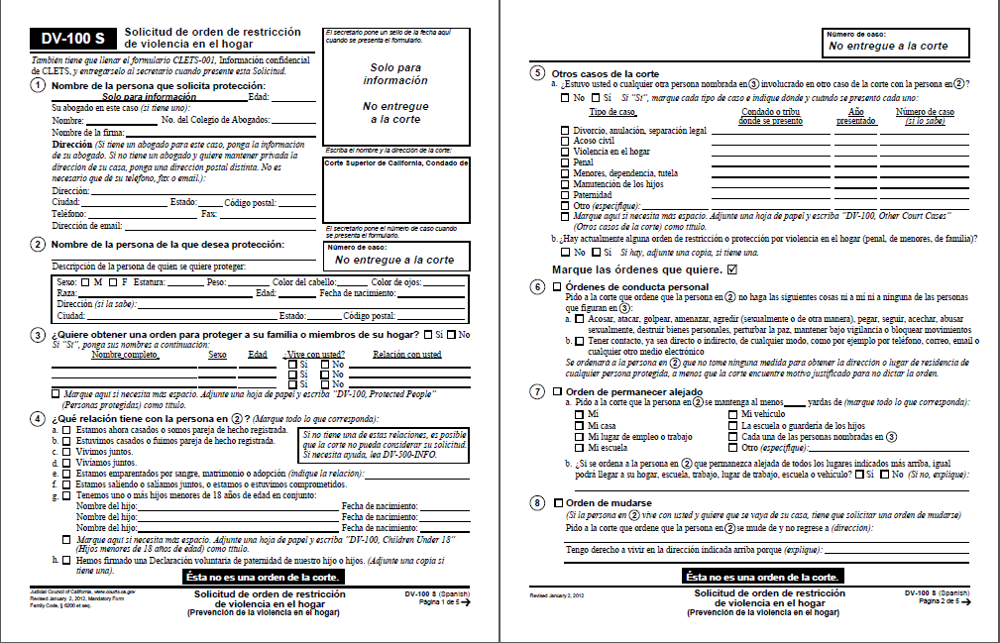 DV-100 S
Solicitud de orden de restricción
de violencia en el hogar
También tiene que llenar el formulario CLETS-001, Información confidencial
de CLETS, y entregárselo al secretario cuando presente esta Solicitud.
El secretario pone un sello de la fecha aquí
cuando se presenta el formulario.
Solo para
información
No entregue
a la corte
1 Nombre de la persona que solicita protección:
Solo para información Edad:
Su abogado en este caso (si tiene uno):
Nombre: No. del Colegio de Abogados:
Nombre de la firma:
Dirección (Si tiene un abogado para este caso, ponga la información
de su abogado. Si no tiene un abogado y quiere mantener privada la
dirección de su casa, ponga una dirección postal distinta. No es
necesario que dé su teléfono, fax o email.):
Dirección:
Ciudad: Estado: Código postal:
Teléfono: Fax:
Dirección de email:
Escriba el nombre y la dirección de la corte:
Corte Superior de California, Condado de
El secretario pone el número de caso cuando
se presenta el formulario.
Número de caso:
No entregue a la corte
2 Nombre de la persona de la que desea protección:
Descripción de la persona de quien se quiere proteger:
Sexo: M F Estatura: Peso: Color del cabello: Color de ojos:
Raza: Edad: Fecha de nacimiento:
Dirección (si la sabe):
Ciudad: Estado: Código postal:
3 ¿Quiere obtener una orden para proteger a su familia o miembros de su hogar? Sí No
Si "Sí", ponga sus nombres a continuación:
Nombre completo Sexo Edad ¿Vive con usted? Relación con usted
Sí No
Sí No
Sí No
Marque aquí si necesita más espacio. Adjunte una hoja de papel y escriba "DV-100, Protected People"
(Personas protegidas) como título.
4 ¿Qué relación tiene con la persona en 2? (Marque todo lo que corresponda):
a. Estamos ahora casados o somos pareja de hecho registrada.
b. Estuvimos casados o fuimos pareja de hecho registrada.
c. Vivimos juntos.
d. Vivíamos juntos.
Si no tiene una de estas relaciones, es posible
que la corte no pueda considerar su solicitud.
Si necesita ayuda, lea DV-500-INFO.
e. Estamos emparentados por sangre, matrimonio o adopción (indique la relación):
f. Estamos saliendo o salíamos juntos, o estamos o estuvimos comprometidos.
g. Tenemos uno o más hijos menores de 18 años de edad en conjunto:
Nombre del hijo: Fecha de nacimiento:
Nombre del hijo: Fecha de nacimiento:
Nombre del hijo: Fecha de nacimiento:
Marque aquí si necesita más espacio. Adjunte una hoja de papel y escriba "DV-100, Children Under 18"
(Hijos menores de 18 años de edad) como título.
h. Hemos firmado una Declaración voluntaria de paternidad de nuestro hijo o hijos. (Adjunte una copia si
tiene una).
Ésta no es una orden de la corte.
Judicial Council of California, www.courts.ca.gov
Revised January 2, 2012, Mandatory Form
Family Code, § 6200 et seq.
Solicitud de orden de restricción
de violencia en el hogar
(Prevención de la violencia en el hogar)
DV-100 S (Spanish)
Página 1 de 5 →
Número de caso:
No entregue a la corte
5 Otros casos de la corte
a. ¿Estuvo usted o cualquier otra persona nombrada en 3 involucrado en otro caso de la corte con la persona en 2?
No Sí Si "Sí", marque cada tipo de caso e indique dónde y cuándo se presentó cada uno:
Tipo de caso Condado o tribu donde se presentó Año presentado Número de caso (si lo sabe)
Divorcio, anulación, separación legal
Acoso civil
Violencia en el hogar
Penal
Menores, dependencia, tutela
Manutención de los hijos
Paternidad
Otro (especifique):
Marque aquí si necesita más espacio. Adjunte una hoja de papel y escriba "DV-100, Other Court Cases"
(Otros casos de la corte) como título.
b. ¿Hay actualmente alguna orden de restricción o protección por violencia en el hogar (penal, de menores, de familia)?
No Sí Si hay, adjunte una copia, si tiene una.
Marque las órdenes que quiere. ☑
6 Órdenes de conducta personal
Pido a la corte que ordene que la persona en 2 no haga las siguientes cosas ni a mí ni a ninguna de las personas
que figuran en 3:
a. Acosar, atacar, golpear, amenazar, agredir (sexualmente o de otra manera), pegar, seguir, acechar, abusar
sexualmente, destruir bienes personales, perturbar la paz, mantener bajo vigilancia o bloquear movimientos
b. Tener contacto, ya sea directo o indirecto, de cualquier modo, como por ejemplo por teléfono, correo, email o
cualquier otro medio electrónico
Se ordenará a la persona en 2 que no tome ninguna medida para obtener la dirección o lugar de residencia de
cualquier persona protegida, a menos que la corte encuentre motivo justificado para no dictar la orden.
7 Orden de permanecer alejado
a. Pido a la corte que la persona en 2 se mantenga al menos yardas de (marque todo lo que corresponda):
Mí Mi vehículo
Mi casa La escuela o guardería de los hijos
Mi lugar de empleo o trabajo Cada una de las personas nombradas en 3
Mi escuela Otro (especifique):
b. ¿Si se ordena a la persona en 2 que permanezca alejada de todos los lugares indicados más arriba, igual
podrá llegar a su hogar, escuela, trabajo, lugar de trabajo, escuela o vehículo? Sí No (Si no, explique):
8 Orden de mudarse
(Si la persona en 2 vive con usted y quiere que se vaya de su casa, tiene que solicitar una orden de mudarse)
Pido a la corte que ordene que la persona en 2 se mude de y no regrese a (dirección):
Tengo derecho a vivir en la dirección indicada arriba porque (explique):
Ésta no es una orden de la corte.
Revised January 2, 2012
Solicitud de orden de restricción
de violencia en el hogar
(Prevención de la violencia en el hogar)
DV-100 S (Spanish)
Página 2 de 5 →